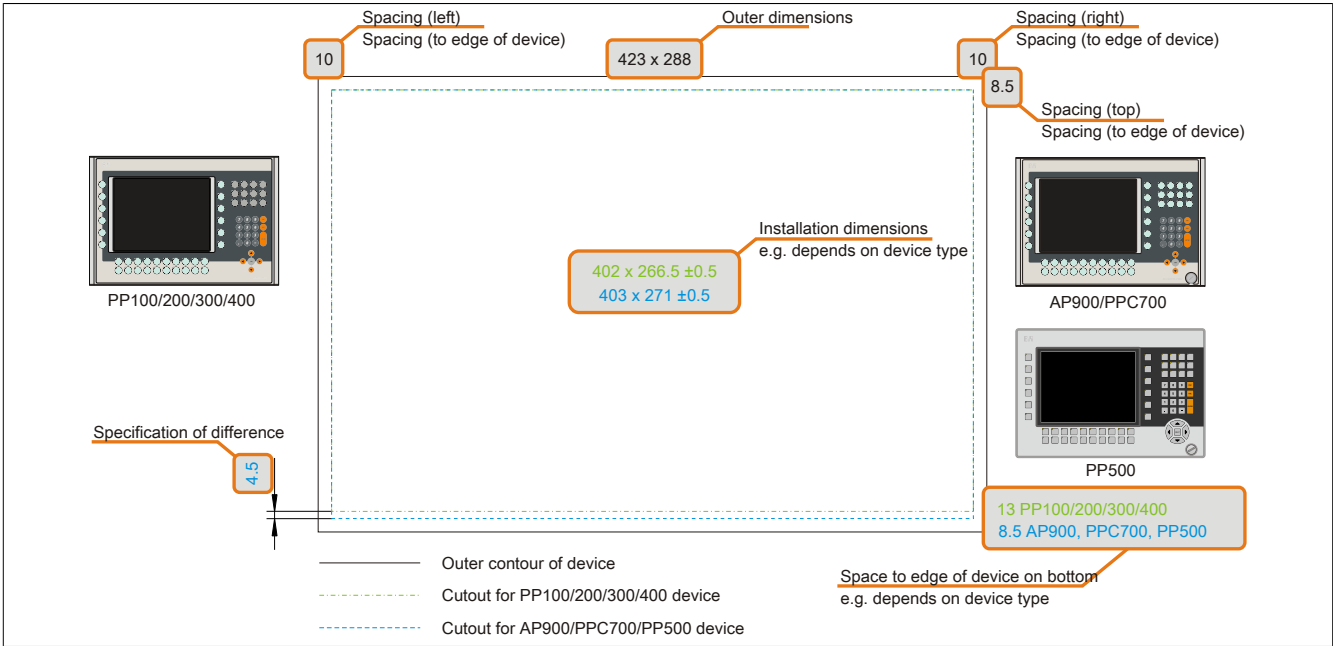 Spacing (left)
Spacing (to edge of device)
Outer dimensions
Spacing (right)
Spacing (to edge of device)
10
423 x 288
10
8.5
Spacing (top)
Spacing (to edge of device)
PP100/200/300/400
Installation dimensions
e.g. depends on device type
402 x 266.5 ±0.5
403 x 271 ±0.5
AP900/PPC700
PP500
Specification of difference
4.5
13 PP100/200/300/400
8.5 AP900, PPC700, PP500
Space to edge of device on bottom
e.g. depends on device type
Outer contour of device
Cutout for PP100/200/300/400 device
Cutout for AP900/PPC700/PP500 device